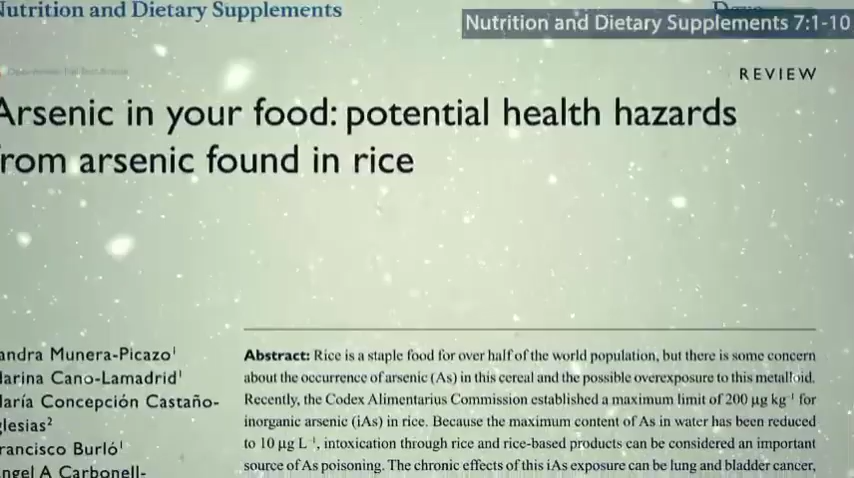 Nutrition and Dietary Supplements
Nutrition and Dietary Supplements 7:1-10
REVIEW
Arsenic in your food: potential health hazards
from arsenic found in rice
andra Munera-Picazo¹
arina Cano-Lamadrid¹
aría Concepción Castaño-
glesias²
rancisco Burló¹
ngel A Carbonell-
Abstract: Rice is a staple food for over half of the world population, but there is some concern
about the occurrence of arsenic (As) in this cereal and the possible overexposure to this metalloid.
Recently, the Codex Alimentarius Commission established a maximum limit of 200 µg kg⁻¹ for
inorganic arsenic (iAs) in rice. Because the maximum content of As in water has been reduced
to 10 µg L⁻¹, intoxication through rice and rice-based products can be considered an important
source of As poisoning. The chronic effects of this iAs exposure can be lung and bladder cancer,